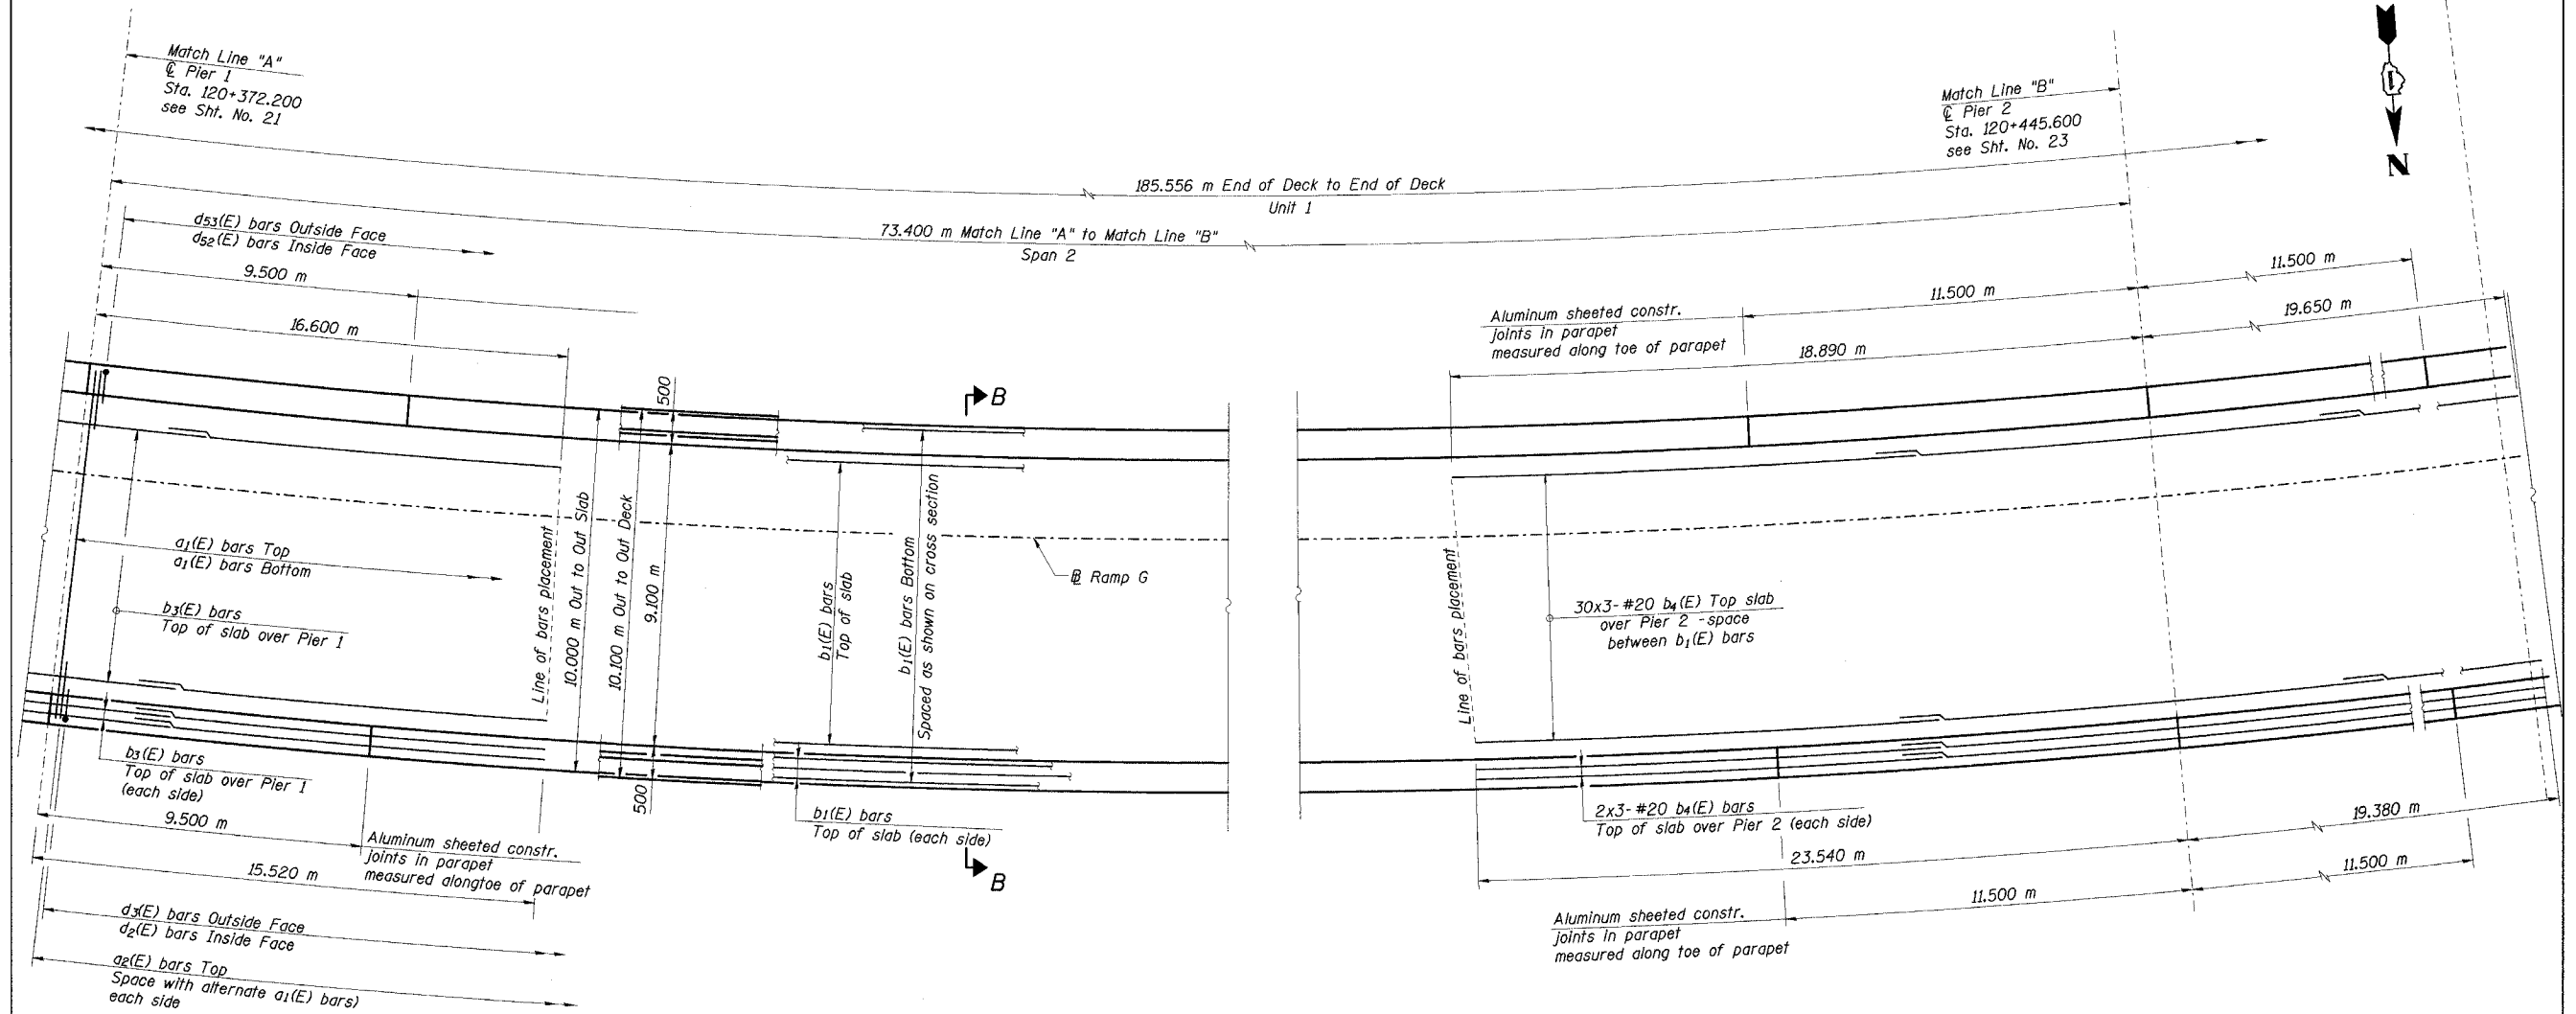 Match Line "A"
℄ Pier 1
Sta. 120+372.200
see Sht. No. 21
Match Line "B"
℄ Pier 2
Sta. 120+445.600
see Sht. No. 23
N
185.556 m End of Deck to End of Deck
Unit 1
73.400 m Match Line "A" to Match Line "B"
Span 2
d53(E) bars Outside Face
d52(E) bars Inside Face
9.500 m
16.600 m
11.500 m
11.500 m
19.650 m
Aluminum sheeted constr.
joints in parapet
measured along toe of parapet
18.890 m
500
B
a1(E) bars Top
a1(E) bars Bottom
b3(E) bars
Top of slab over Pier 1
Line of bars placement
10.000 m Out to Out Slab
10.100 m Out to Out Deck
9.100 m
b1(E) bars
Top of slab
b1(E) bars Bottom
Spaced as shown on cross section
B Ramp G
Line of bars placement
30x3-#20 b4(E) Top slab
over Pier 2 -space
between b1(E) bars
b3(E) bars
Top of slab over Pier 1
(each side)
9.500 m
Aluminum sheeted constr.
joints in parapet
measured alongtoe of parapet
15.520 m
500
b1(E) bars
Top of slab (each side)
B
2x3-#20 b4(E) bars
Top of slab over Pier 2 (each side)
19.380 m
23.540 m
11.500 m
11.500 m
Aluminum sheeted constr.
joints in parapet
measured along toe of parapet
d3(E) bars Outside Face
d2(E) bars Inside Face
a2(E) bars Top
Space with alternate a1(E) bars)
each side